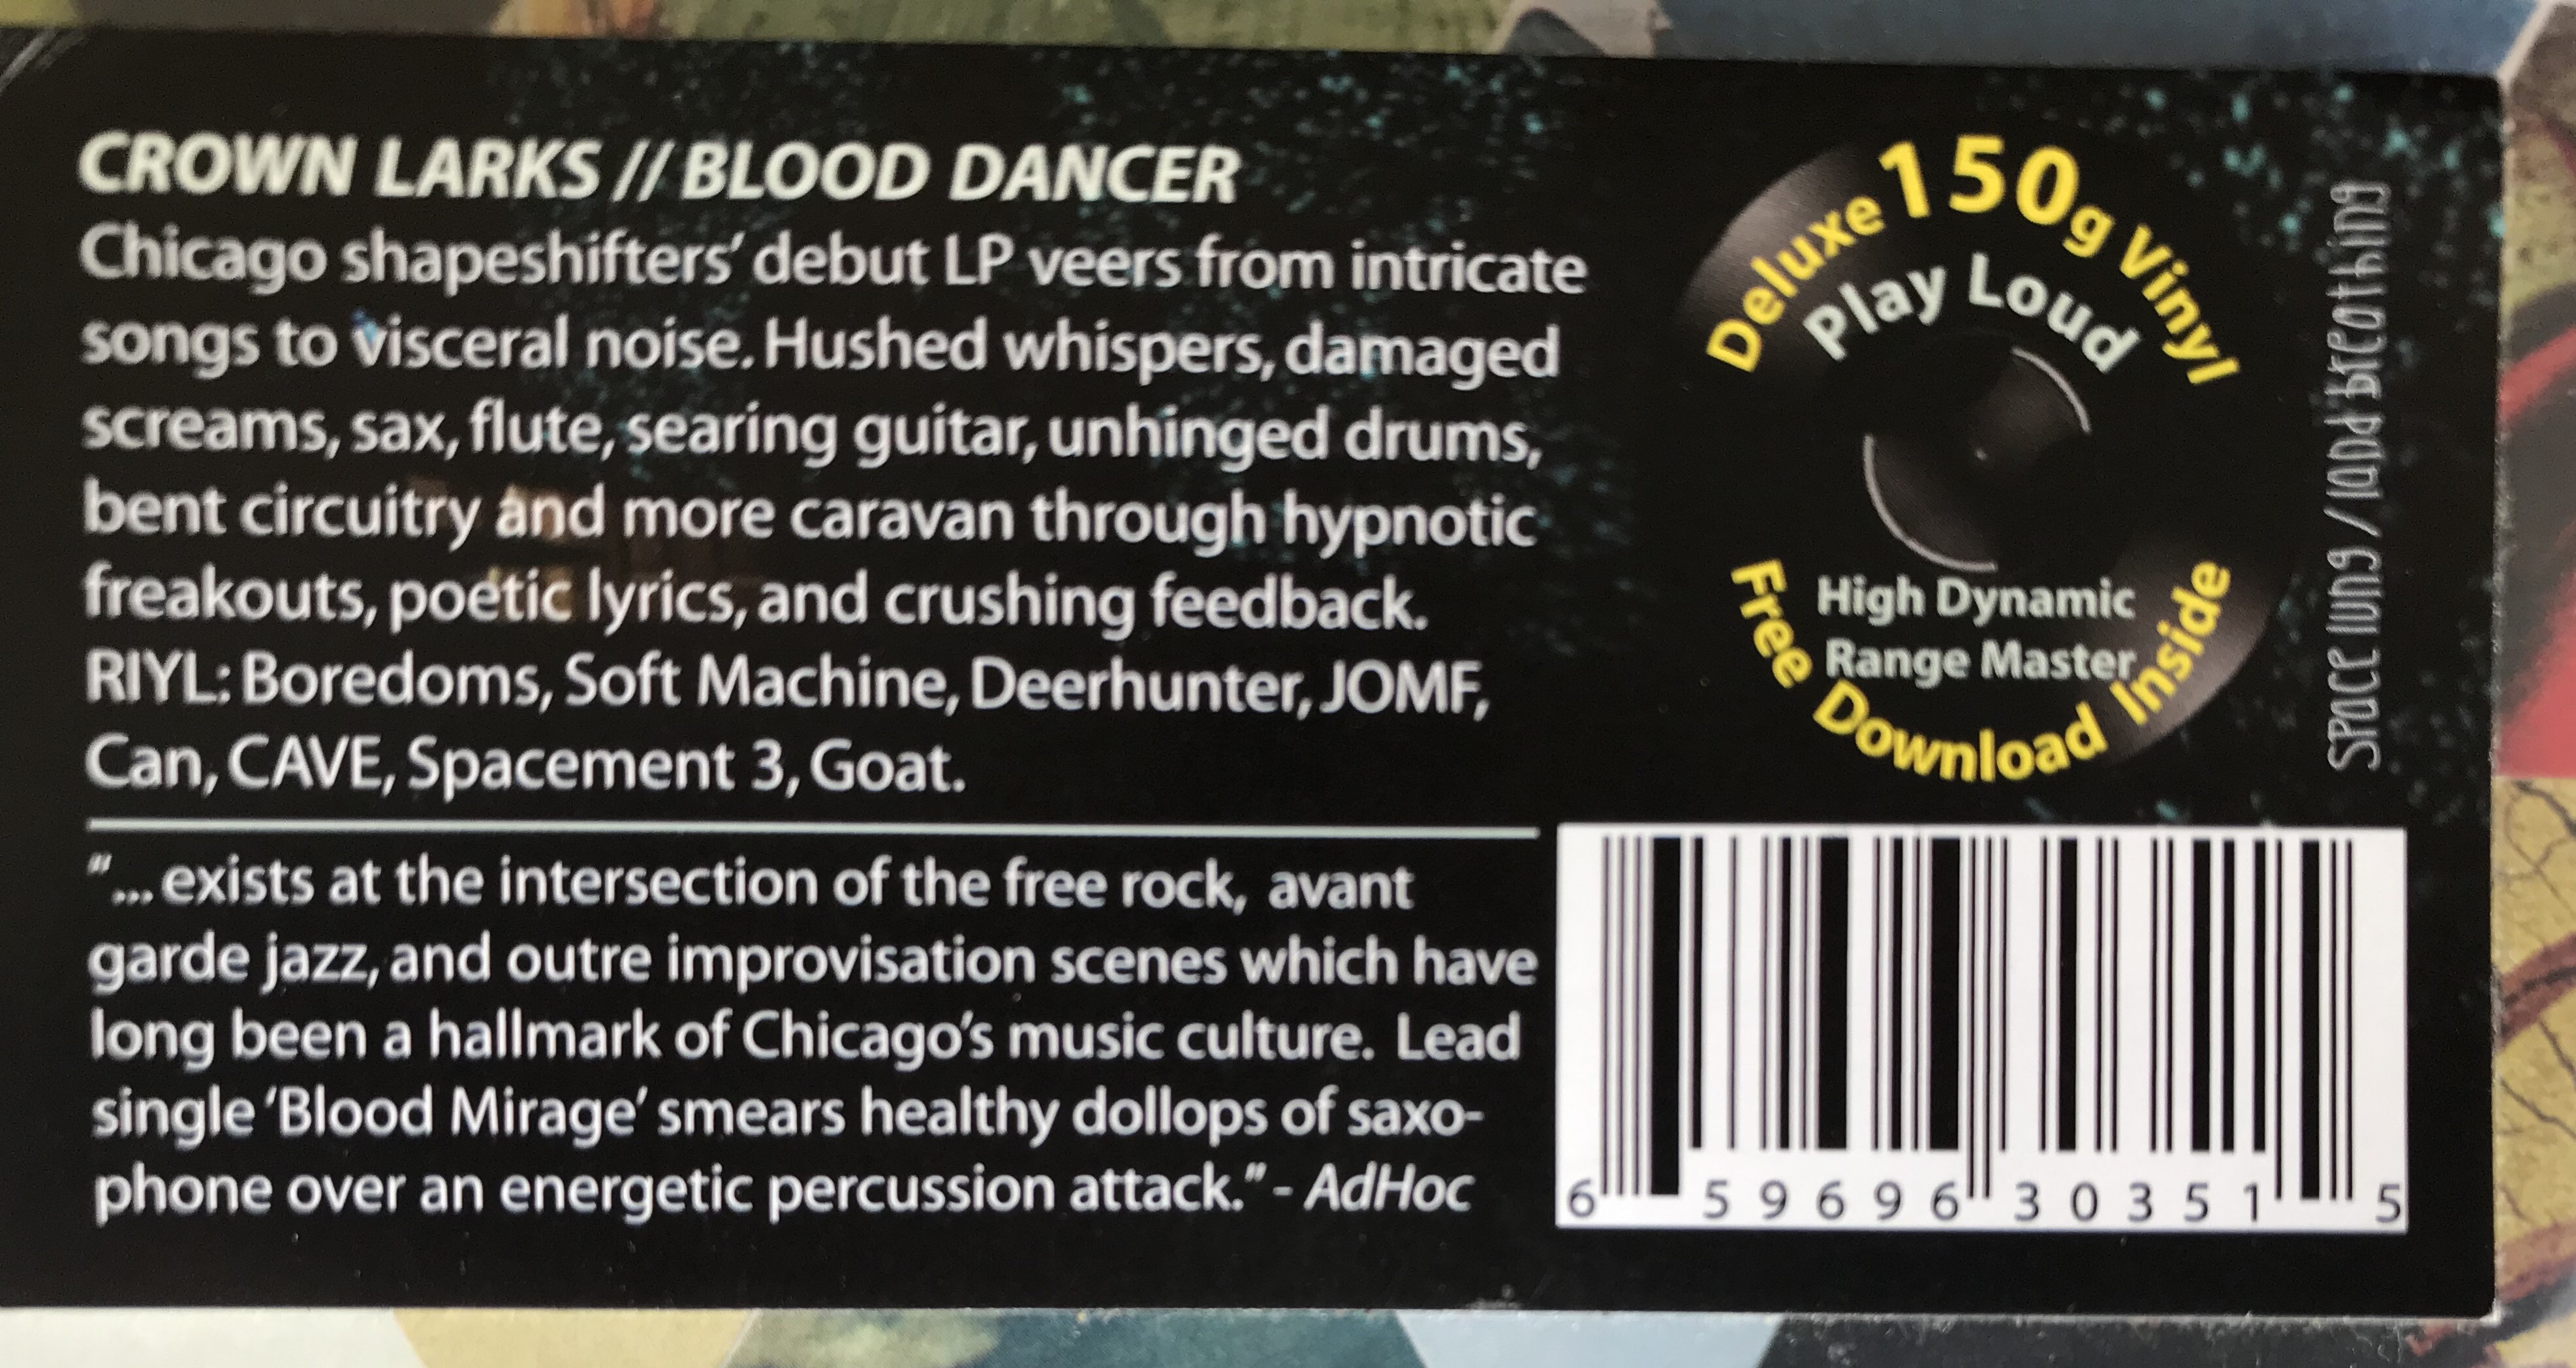 CROWN LARKS // BLOOD DANCER
Chicago shapeshifters' debut LP veers from intricate
songs to visceral noise. Hushed whispers, damaged
screams, sax, flute, searing guitar, unhinged drums,
bent circuitry and more caravan through hypnotic
freakouts, poetic lyrics, and crushing feedback.
RIYL: Boredoms, Soft Machine, Deerhunter, JOMF,
Can, CAVE, Spacement 3, Goat.
"... exists at the intersection of the free rock, avant
garde jazz, and outre improvisation scenes which have
long been a hallmark of Chicago's music culture. Lead
single 'Blood Mirage' smears healthy dollops of saxo-
phone over an energetic percussion attack." - AdHoc
Deluxe 150g Vinyl
Play Loud
High Dynamic
Range Master
Free Download Inside
space lung / land breathing
6 59696 30351 5